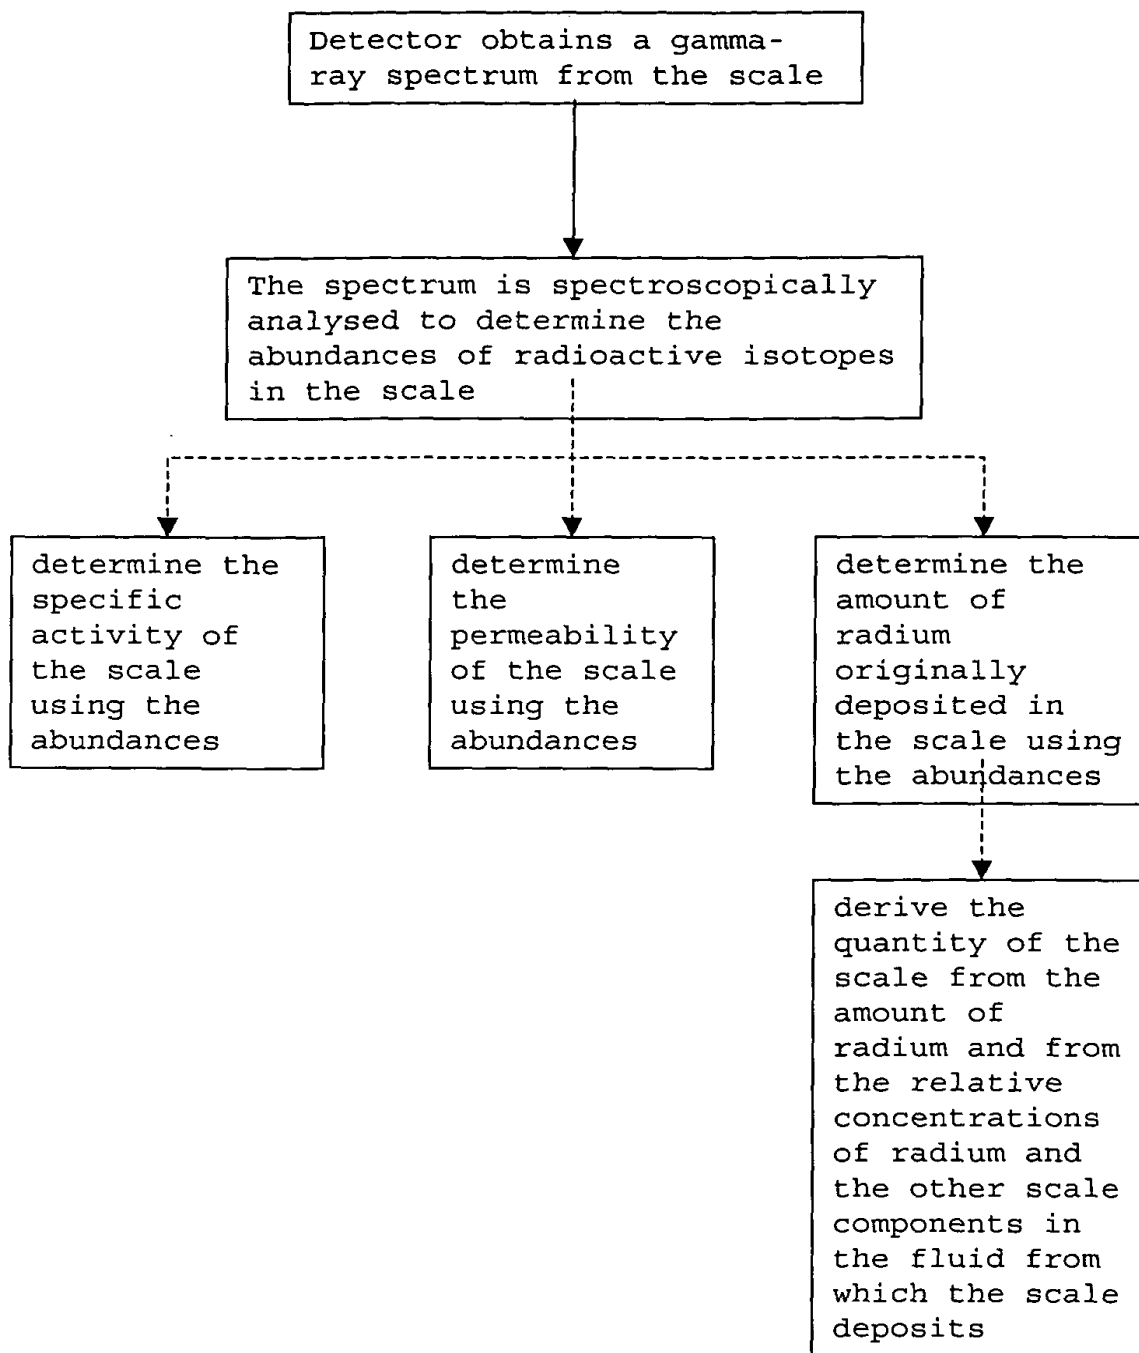 Detector obtains a gamma-
ray spectrum from the scale
The spectrum is spectroscopically
analysed to determine the
abundances of radioactive isotopes
in the scale
determine the
specific
activity of
the scale
using the
abundances
determine
the
permeability
of the scale
using the
abundances
determine the
amount of
radium
originally
deposited in
the scale using
the abundances
derive the
quantity of the
scale from the
amount of
radium and from
the relative
concentrations
of radium and
the other scale
components in
the fluid from
which the scale
deposits